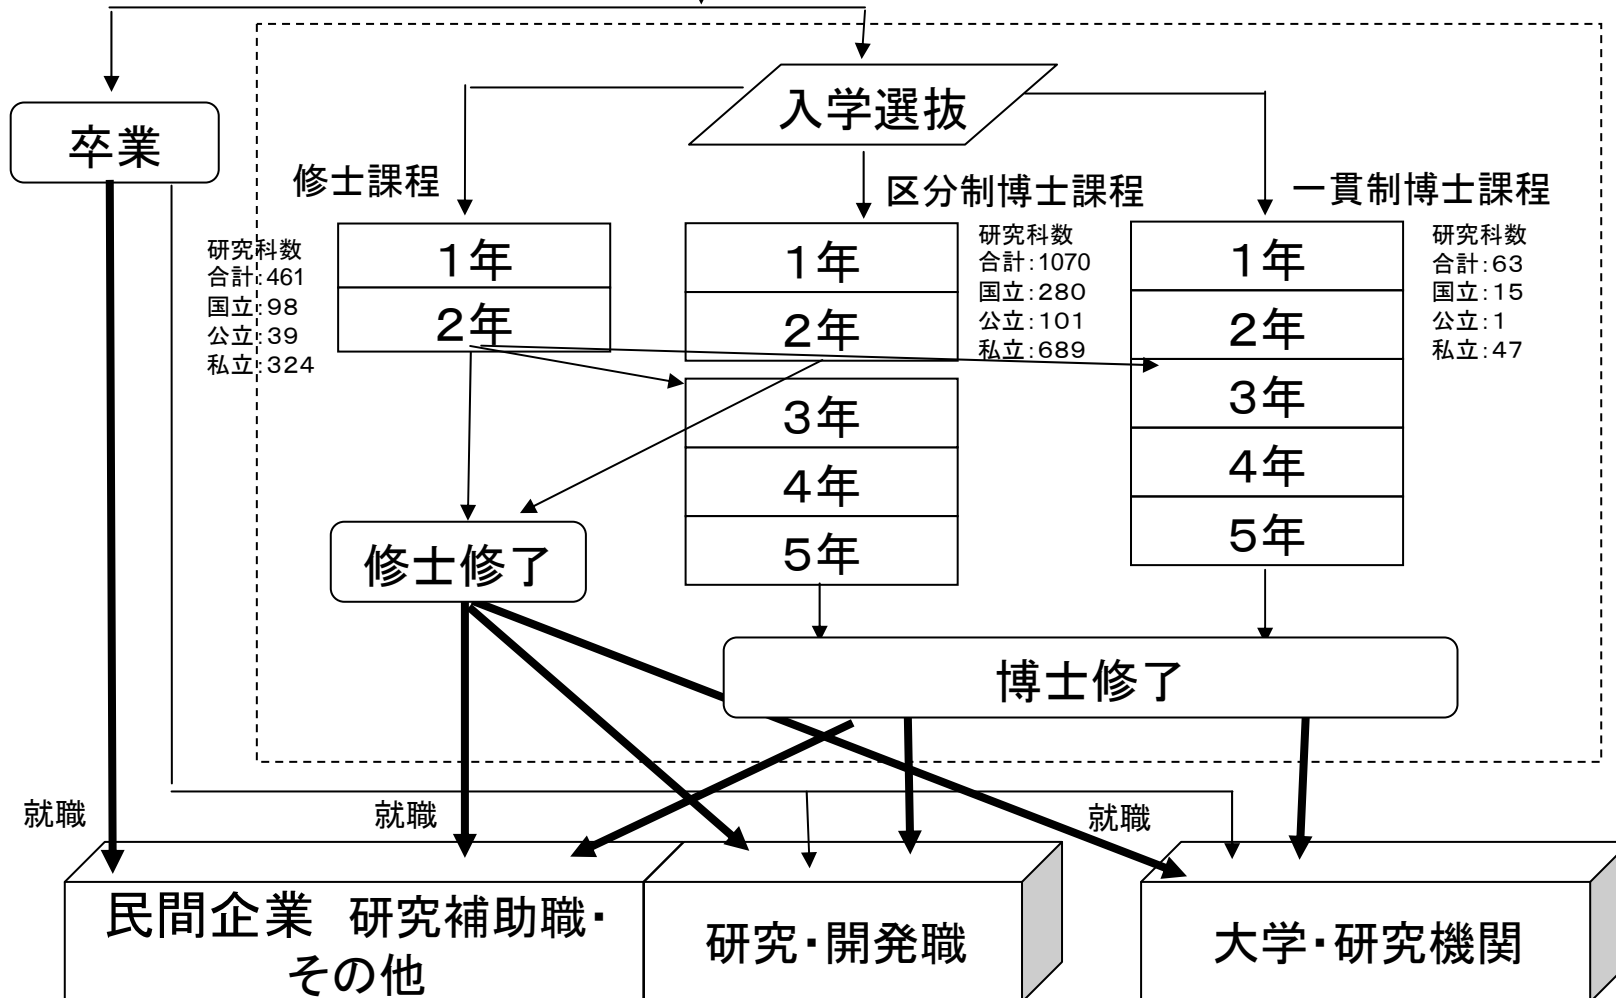 入学選抜
卒業
修士課程
区分制博士課程
一貫制博士課程
研究科数
合計:461
国立:98
公立:39
私立:324
1年
2年
1年
2年
3年
4年
5年
研究科数
合計:1070
国立:280
公立:101
私立:689
1年
2年
3年
4年
5年
研究科数
合計:63
国立:15
公立:1
私立:47
修士修了
博士修了
就職
就職
就職
民間企業 研究補助職・
その他
研究・開発職
大学・研究機関